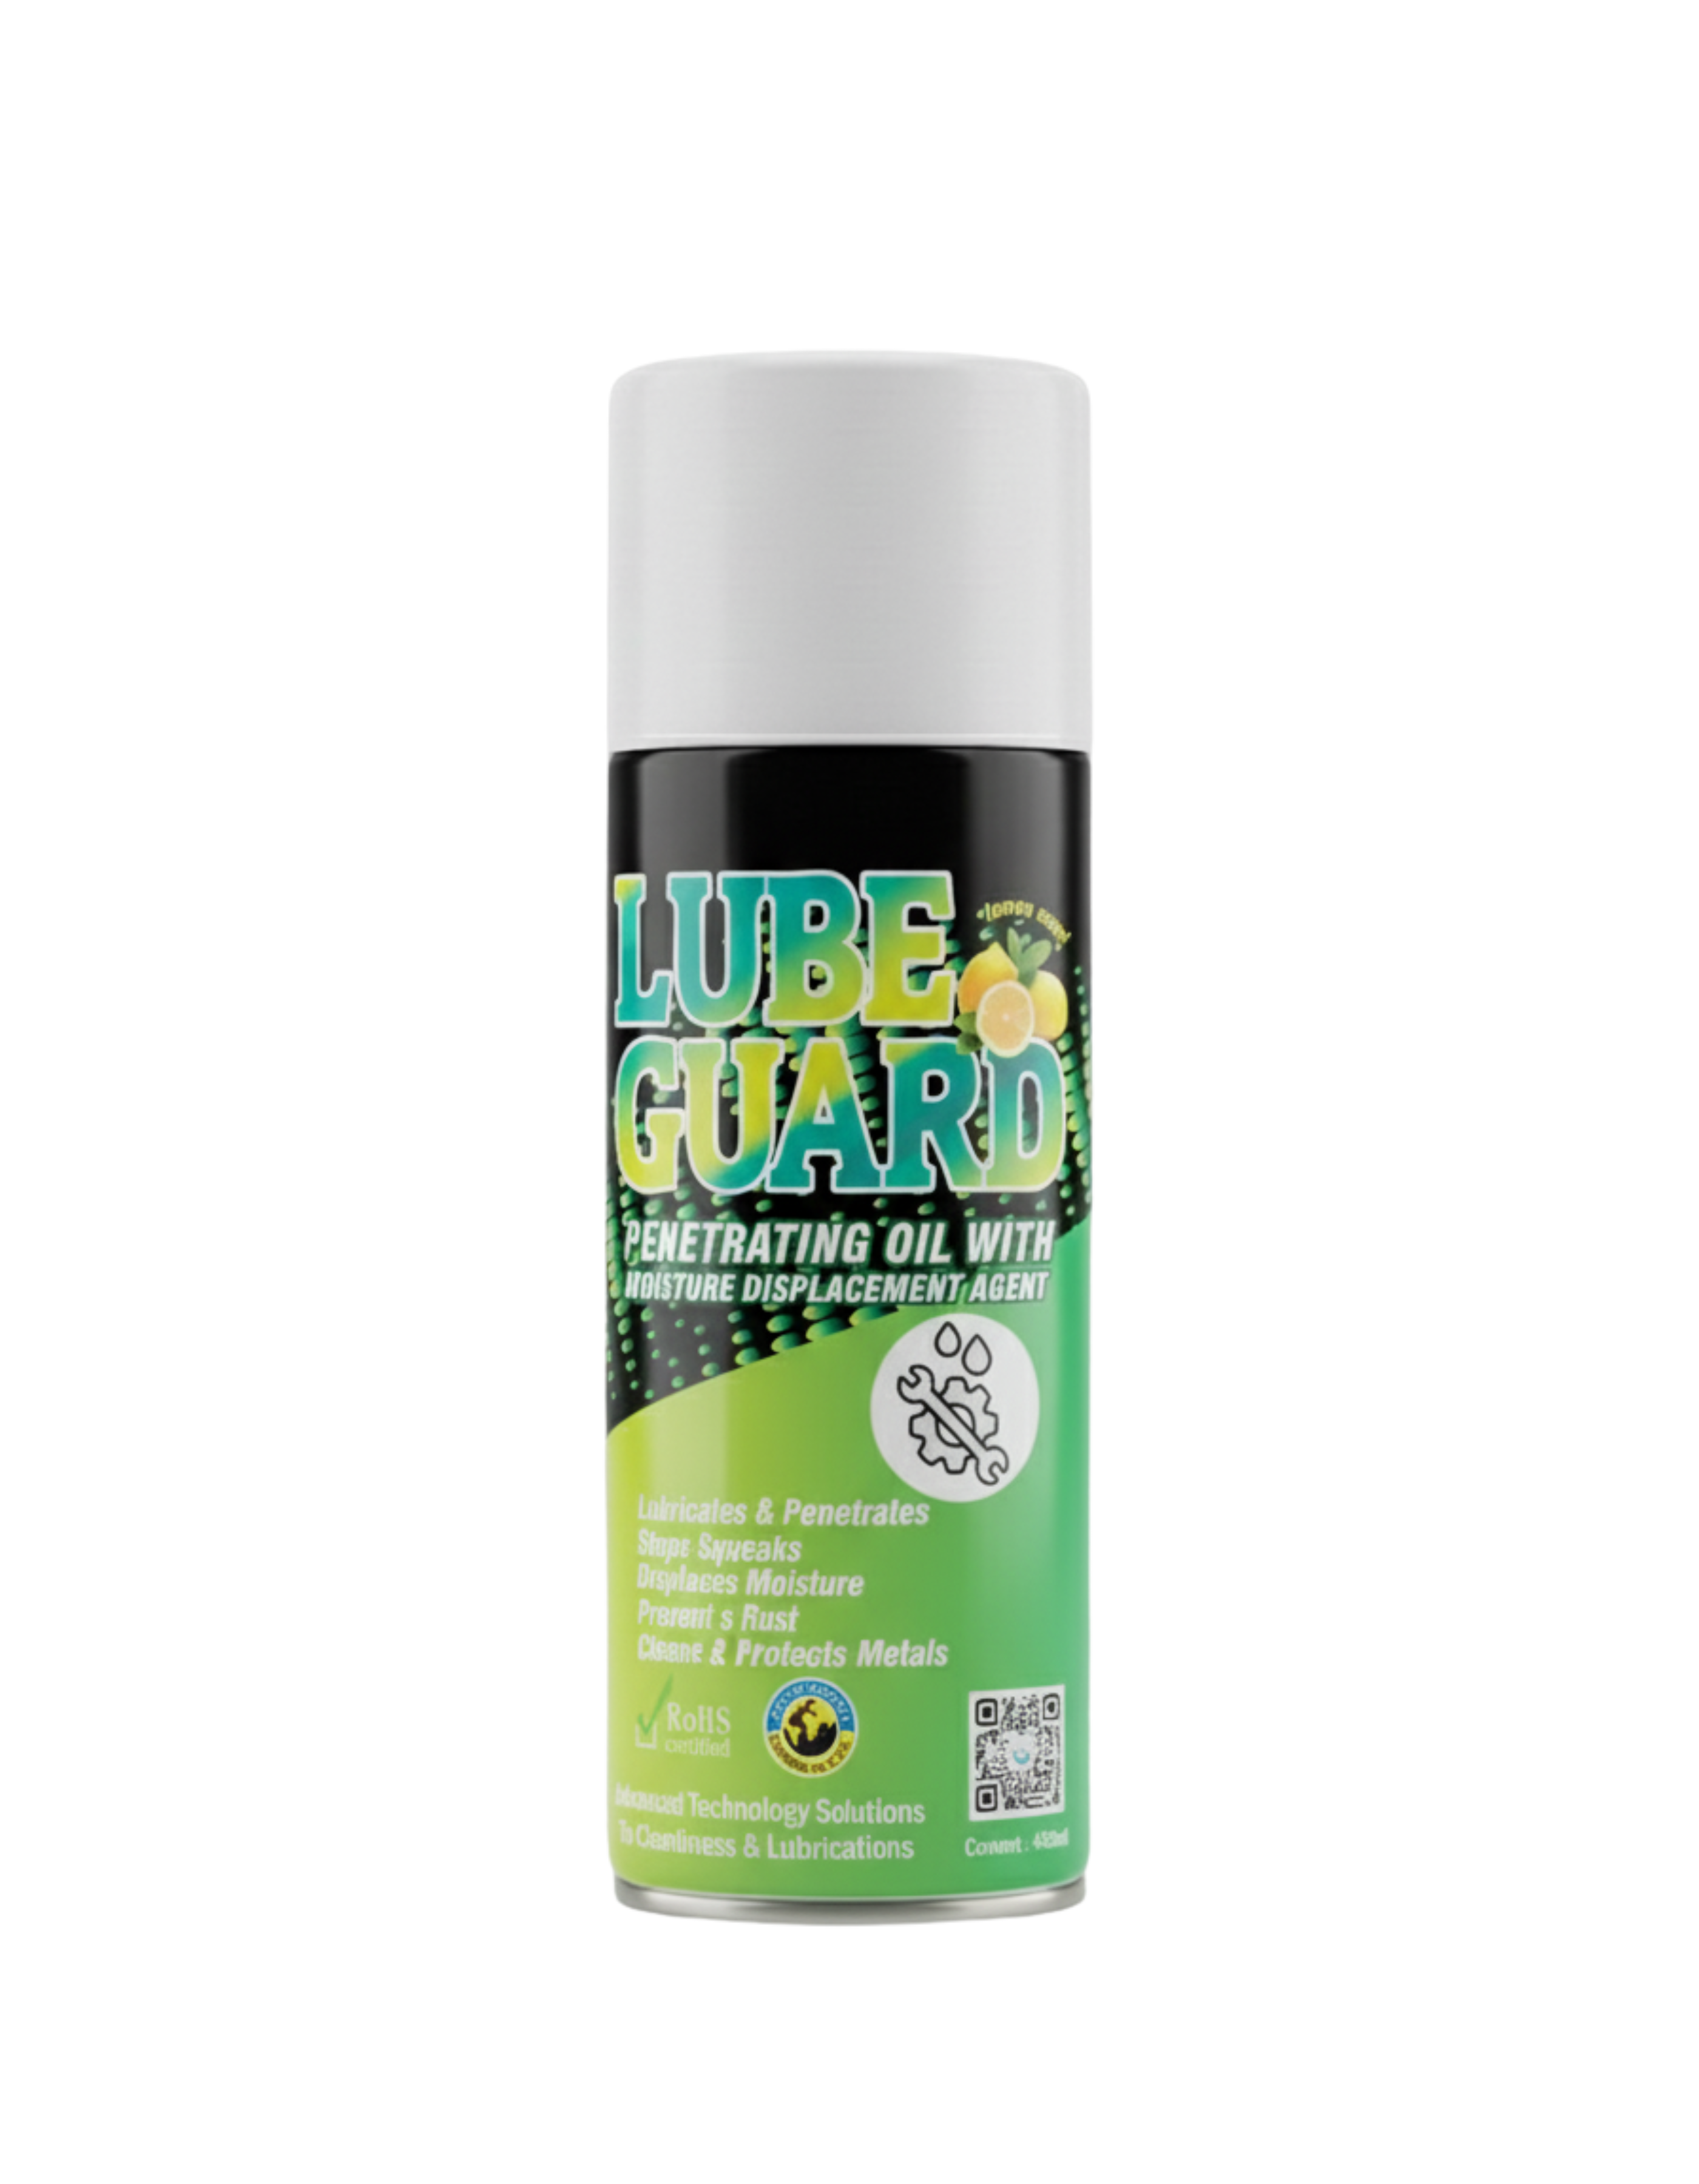 LUBE
GUARD
PENETRATING OIL WITH
MOISTURE DISPLACEMENT AGENT
Lubricates & Penetrates
Stops Squeaks
Displaces Moisture
Prevent s Rust
& Protects Metals
RoHS
certified
Technology Solutions
To Cleanliness & Lubrications